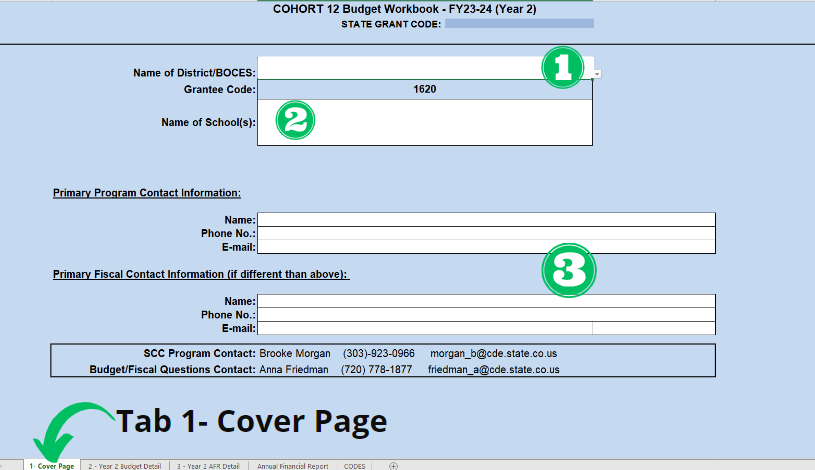 COHORT 12 Budget Workbook - FY23-24 (Year 2)
STATE GRANT CODE:
1
Name of District/BOCES:
Grantee Code: 1620
2
Name of School(s):
Primary Program Contact Information:
Name:
Phone No.:
E-mail:
3
Primary Fiscal Contact Information (if different than above):
Name:
Phone No.:
E-mail:
SCC Program Contact: Brooke Morgan (303)-923-0966 morgan_b@cde.state.co.us
Budget/Fiscal Questions Contact: Anna Friedman (720) 778-1877 friedman_a@cde.state.co.us
Tab 1- Cover Page
1- Cover Page 2 - Year 2 Budget Detail 3 - Year 2 AFR Detail Annual Financial Report CODES